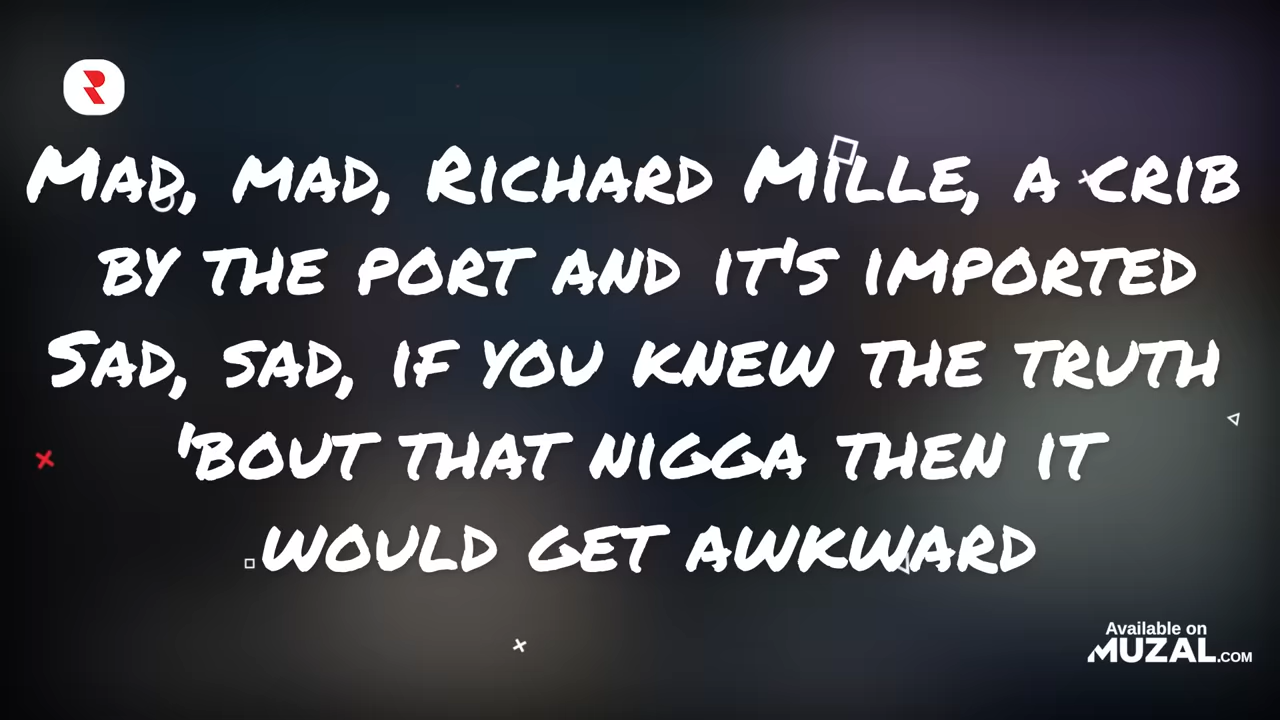 Mad, mad, Richard Mille, a crib
by the port and it's imported
Sad, sad, if you knew the truth
'bout that nigga then it
would get awkward
Available on
MUZAL.COM